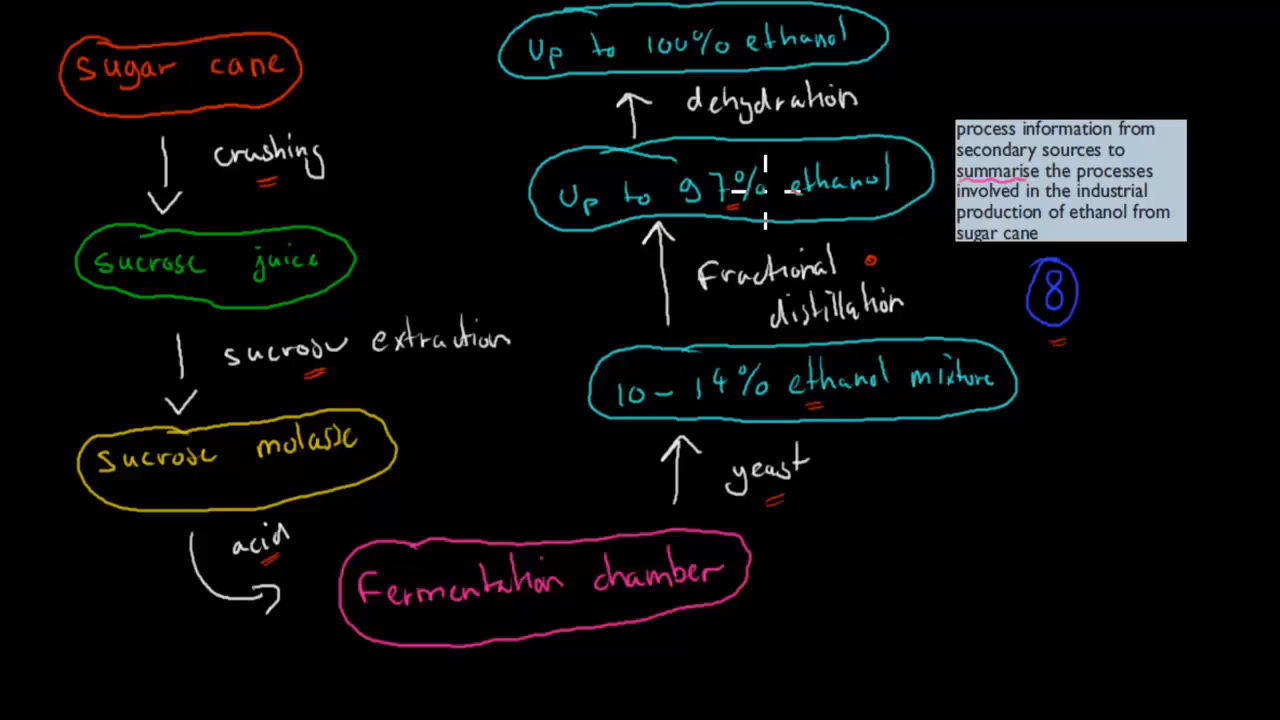 sugar cane
crushing
sucrose juice
sucrose extraction
sucrose molasse
acid
Fermentation chamber
yeast
10-14% ethanol mixture
Fractional
distillation
Up to 97% ethanol
dehydration
Up to 100% ethanol
process information from
secondary sources to
summarise the processes
involved in the industrial
production of ethanol from
sugar cane
8